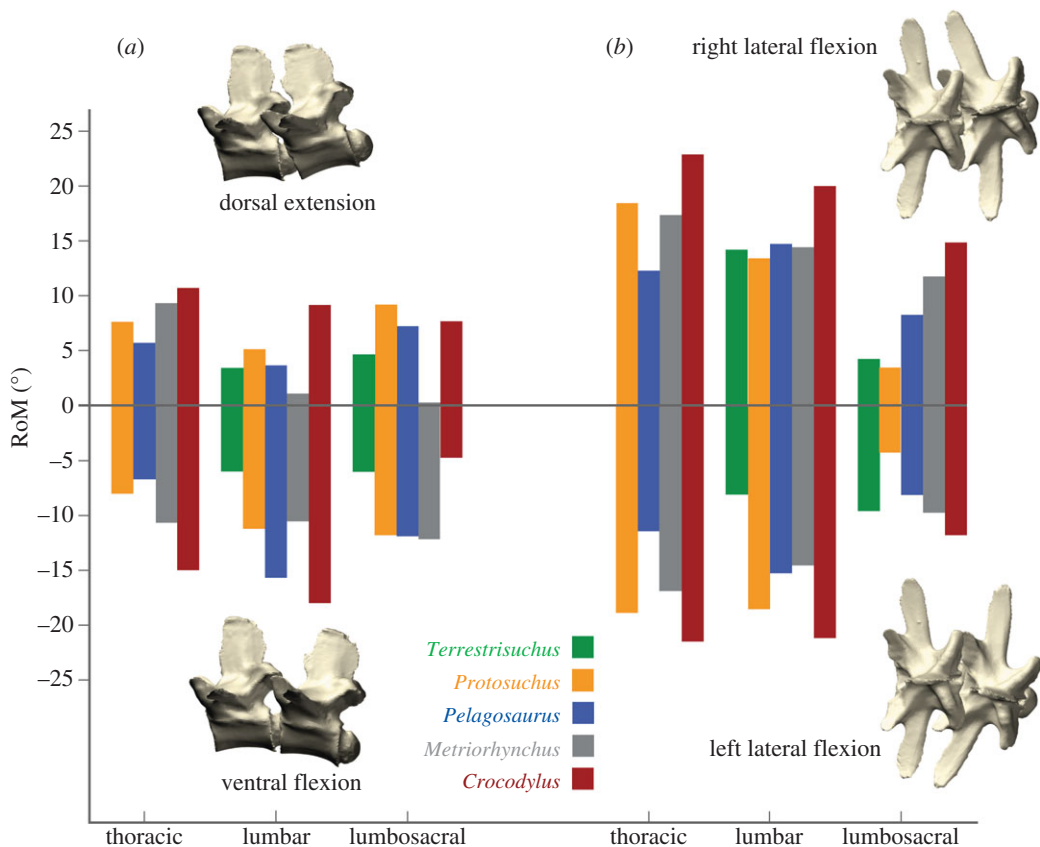 (a)
(b)
right lateral flexion
dorsal extension
25
20
15
10
5
0
–5
–10
–15
–20
–25
RoM (°)
Terrestrisuchus
Protosuchus
Pelagosaurus
Metriorhynchus
Crocodylus
ventral flexion
left lateral flexion
thoracic lumbar lumbosacral
thoracic lumbar lumbosacral